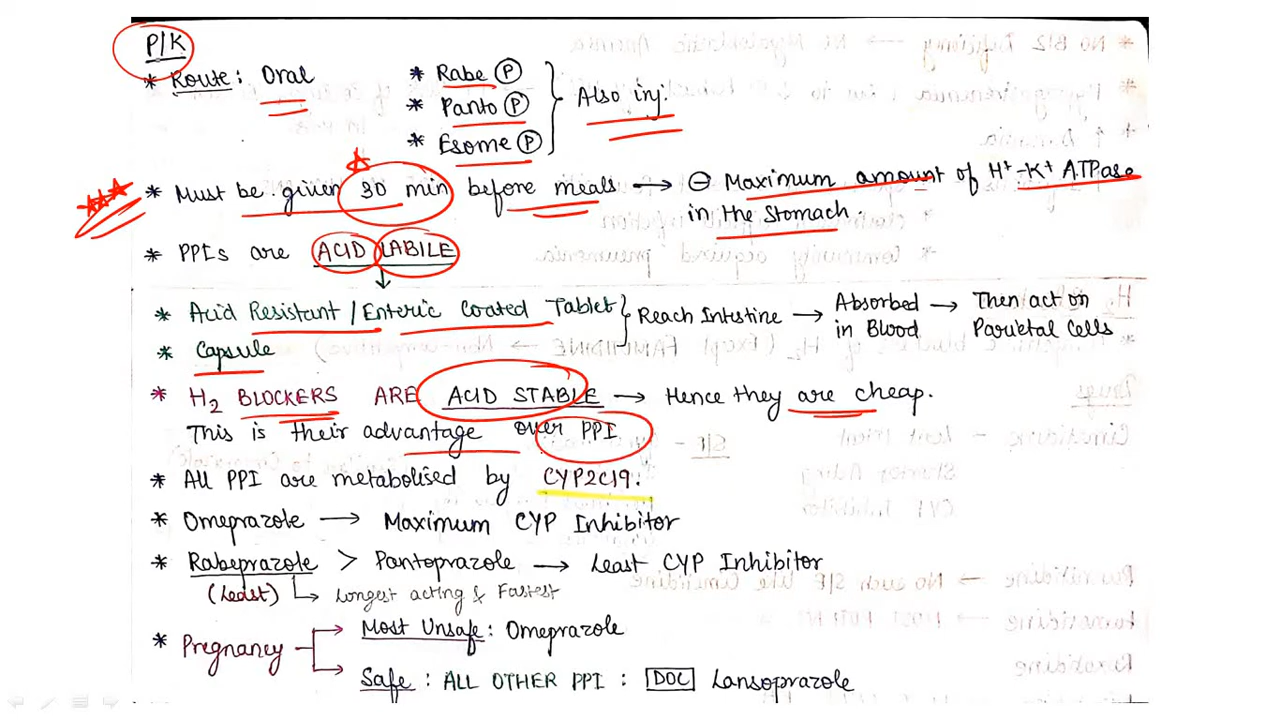 P/K
* Route: Oral
* Rabe Ⓟ
* Panto Ⓟ
* Esome Ⓟ
Also inj.
* Must be given 30 min before meals → ⊖ Maximum amount of H⁺-K⁺ ATPase
in the Stomach.
* PPIs are ACID LABILE
* Acid Resistant / Enteric Coated Tablet
* Capsule
Reach Intestine → Absorbed in Blood → Then act on Parietal Cells
* H₂ BLOCKERS ARE ACID STABLE → Hence they are cheap.
This is their advantage over PPI
* All PPI are metabolised by CYP2C19.
* Omeprazole → Maximum CYP Inhibitor
* Rabeprazole > Pantoprazole → Least CYP Inhibitor
(Least) ↳ Longest acting & Fastest
* Pregnancy
→ Most Unsafe: Omeprazole
→ Safe: ALL OTHER PPI: DOC Lansoprazole